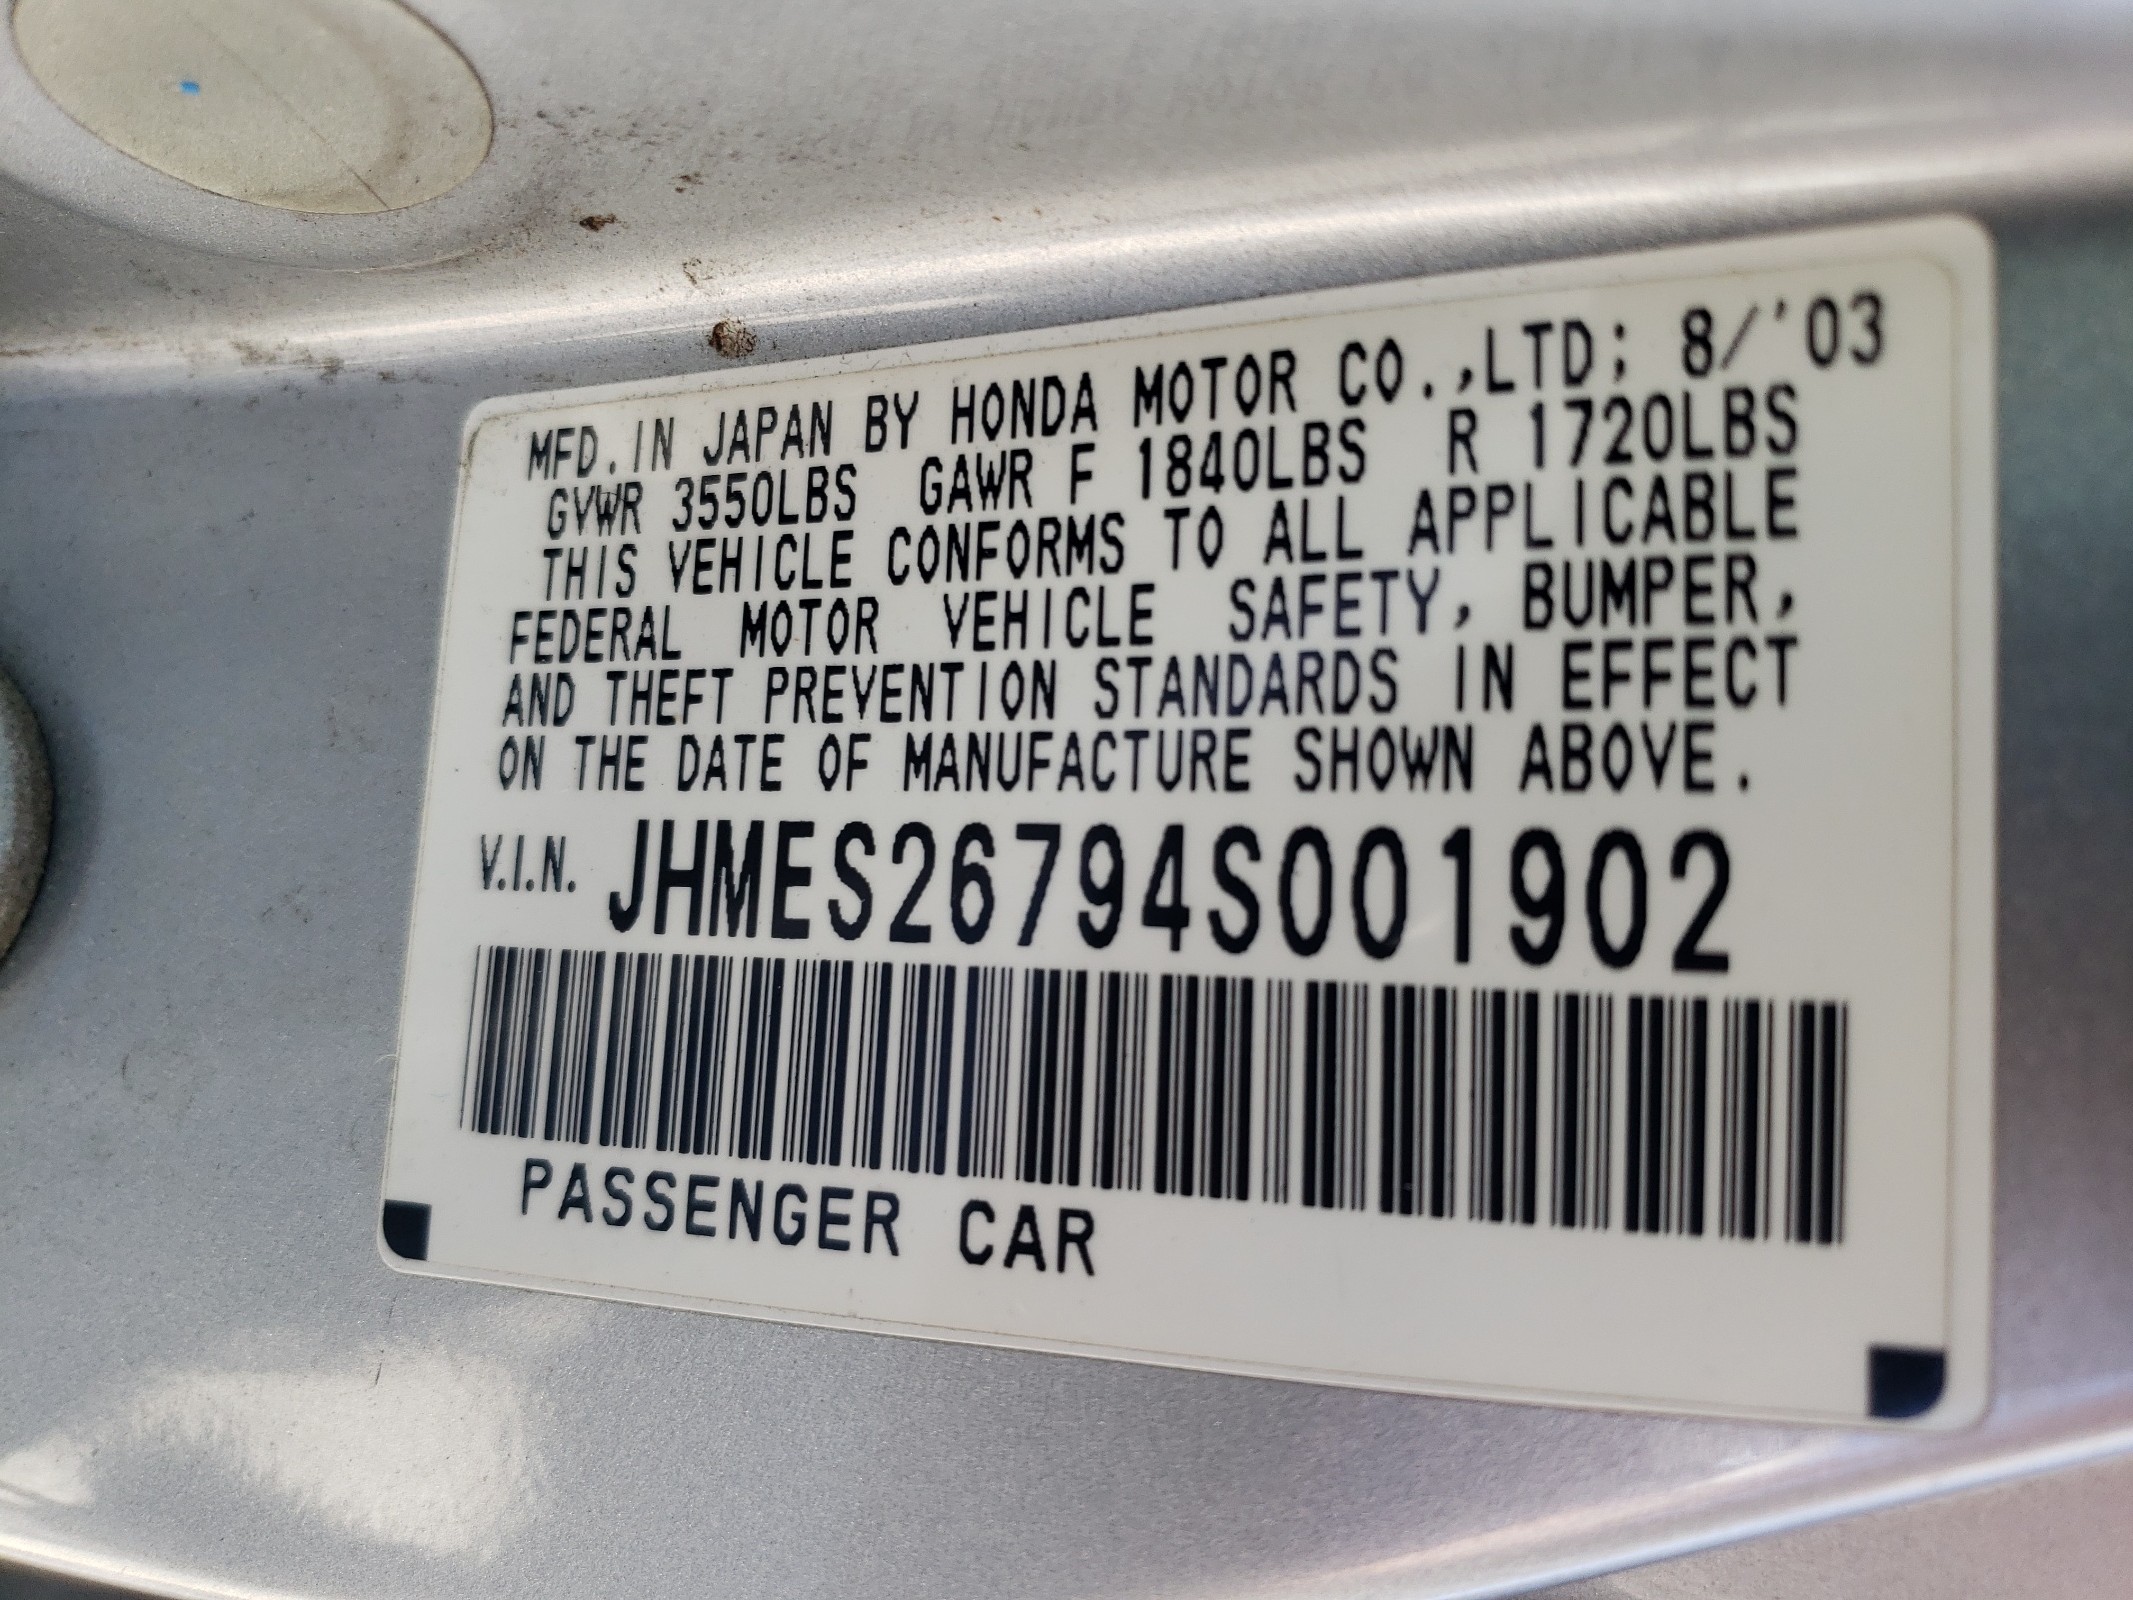 MFD. IN JAPAN BY HONDA MOTOR CO.,LTD; 8/'03
GVWR 3550LBS GAWR F 1840LBS R 1720LBS
THIS VEHICLE CONFORMS TO ALL APPLICABLE
FEDERAL MOTOR VEHICLE SAFETY, BUMPER,
AND THEFT PREVENTION STANDARDS IN EFFECT
ON THE DATE OF MANUFACTURE SHOWN ABOVE.
V.I.N. JHMES26794S001902
PASSENGER CAR